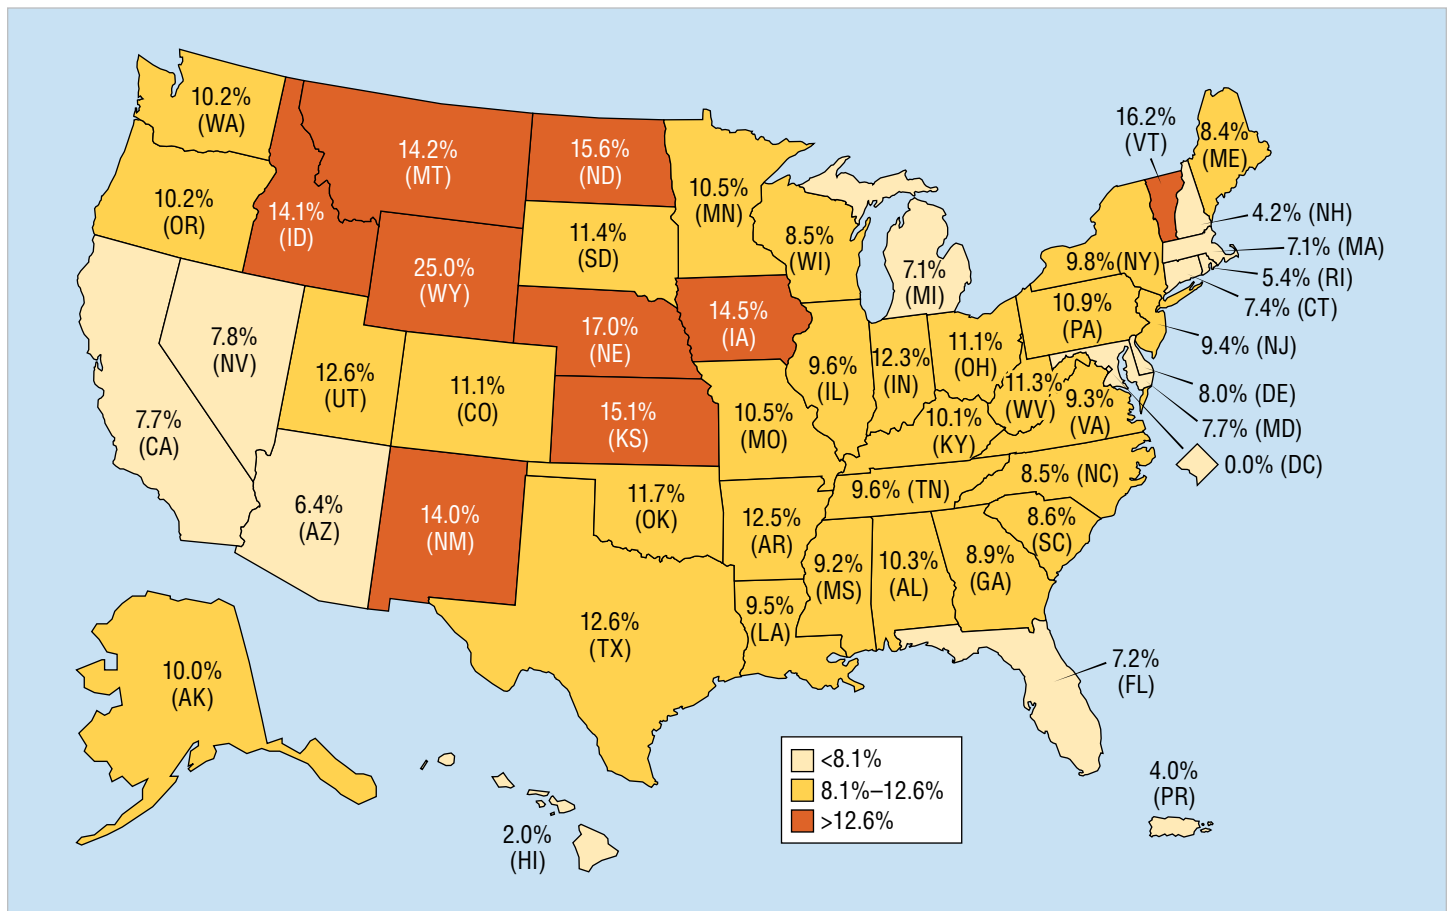 10.2%
(WA)
10.2%
(OR)
14.1%
(ID)
14.2%
(MT)
15.6%
(ND)
11.4%
(SD)
25.0%
(WY)
17.0%
(NE)
10.5%
(MN)
8.5%
(WI)
7.1%
(MI)
14.5%
(IA)
7.7%
(CA)
7.8%
(NV)
12.6%
(UT)
11.1%
(CO)
15.1%
(KS)
10.5%
(MO)
9.6%
(IL)
12.3%
(IN)
11.1%
(OH)
10.9%
(PA)
9.8% (NY)
16.2%
(VT)
8.4%
(ME)
4.2% (NH)
7.1% (MA)
5.4% (RI)
7.4% (CT)
9.4% (NJ)
8.0% (DE)
7.7% (MD)
0.0% (DC)
11.3%
(WV)
9.3%
(VA)
10.1%
(KY)
8.5% (NC)
9.6% (TN)
8.6%
(SC)
6.4%
(AZ)
14.0%
(NM)
11.7%
(OK)
12.5%
(AR)
9.2%
(MS)
10.3%
(AL)
8.9%
(GA)
9.5%
(LA)
12.6%
(TX)
7.2%
(FL)
10.0%
(AK)
2.0%
(HI)
4.0%
(PR)
<8.1%
8.1%–12.6%
>12.6%